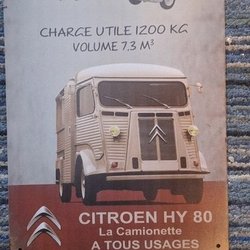 CHARGE UTILE 1200 KG
VOLUME 7.3 M³
CITROEN HY 80
La Camionette
A TOUS USAGES